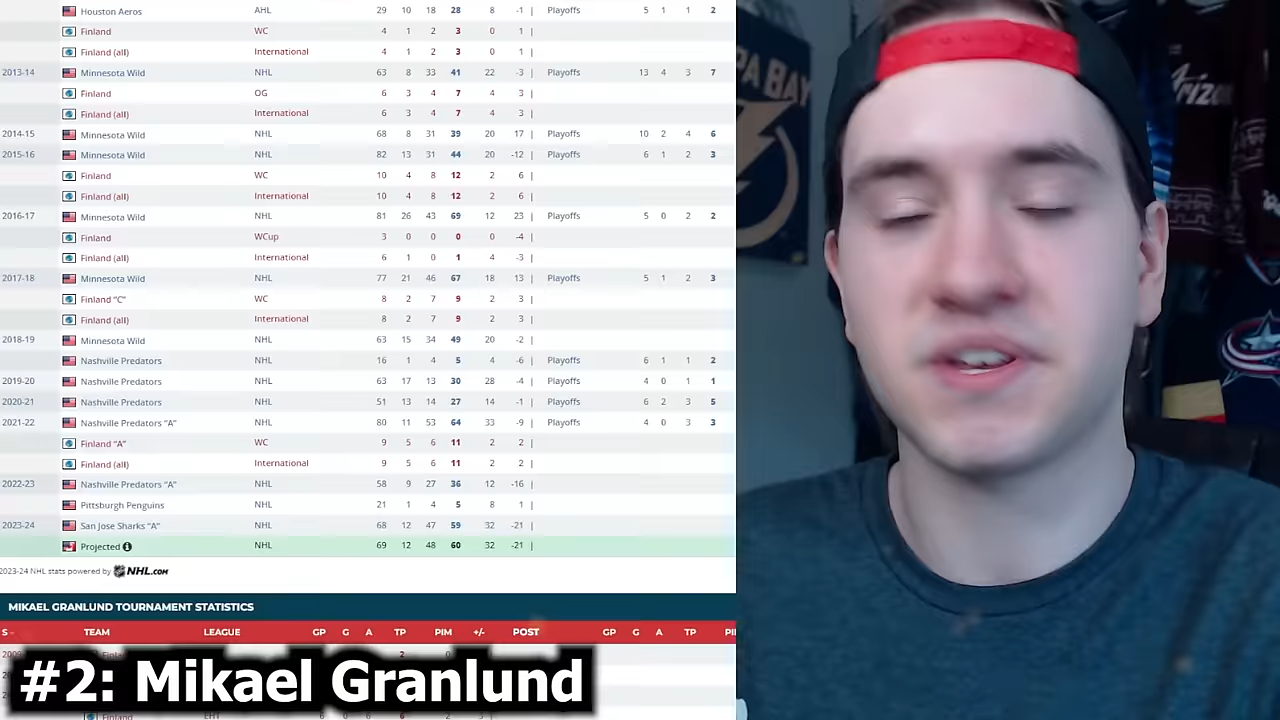 Houston Aeros AHL 29 10 18 28 8 -1 | Playoffs 5 1 1 2
Finland WC 4 1 2 3 0 1 |
Finland (all) International 4 1 2 3 0 1 |
2013-14 Minnesota Wild NHL 63 8 33 41 22 -3 | Playoffs 13 4 3 7
Finland OG 6 3 4 7 4 3 |
Finland (all) International 6 3 4 7 4 3 |
2014-15 Minnesota Wild NHL 68 8 31 39 20 17 | Playoffs 10 2 4 6
2015-16 Minnesota Wild NHL 82 13 31 44 20 -12 | Playoffs 6 1 2 3
Finland WC 10 4 8 12 2 6 |
Finland (all) International 10 4 8 12 2 6 |
2016-17 Minnesota Wild NHL 81 26 43 69 12 23 | Playoffs 5 0 2 2
Finland WCup 3 0 0 0 0 -4 |
Finland (all) International 6 1 0 1 4 -3 |
2017-18 Minnesota Wild NHL 77 21 46 67 18 13 | Playoffs 5 1 2 3
Finland “C” WC 8 2 7 9 2 3 |
Finland (all) International 8 2 7 9 2 3 |
2018-19 Minnesota Wild NHL 63 15 34 49 20 -2 |
Nashville Predators NHL 16 1 4 5 4 -6 | Playoffs 6 1 1 2
2019-20 Nashville Predators NHL 63 17 13 30 28 -4 | Playoffs 4 0 1 1
2020-21 Nashville Predators NHL 51 13 14 27 14 -1 | Playoffs 6 2 3 5
2021-22 Nashville Predators “A” NHL 80 11 53 64 33 -9 | Playoffs 4 0 3 3
Finland “A” WC 9 5 6 11 2 2 |
Finland (all) International 9 5 6 11 2 2 |
2022-23 Nashville Predators “A” NHL 58 9 27 36 12 -16 |
Pittsburgh Penguins NHL 21 1 4 5 8 1 |
2023-24 San Jose Sharks “A” NHL 68 12 47 59 32 -21 |
Projected NHL 69 12 48 60 32 -21 |
2023-24 NHL stats powered by NHL.com
MIKAEL GRANLUND TOURNAMENT STATISTICS
S TEAM LEAGUE GP G A TP PIM +/- POST GP G A TP PI
#2: Mikael Granlund
PA BAY
Arizo